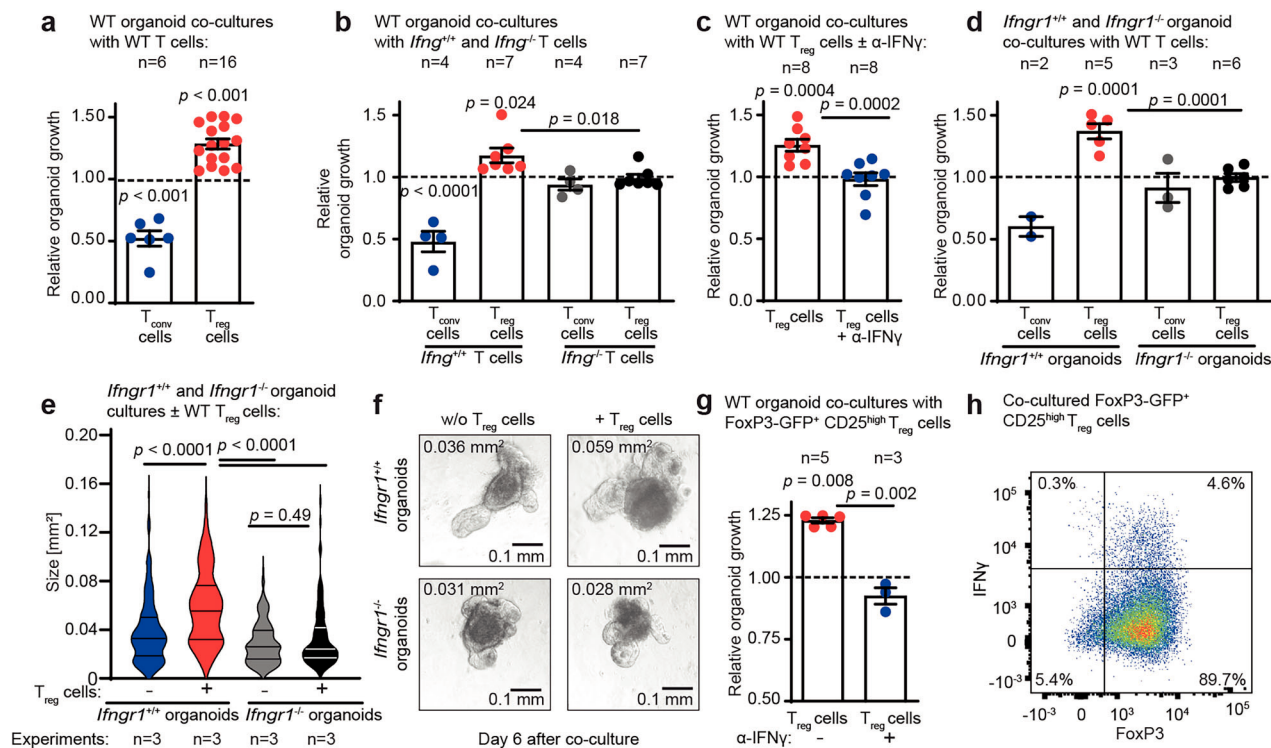 a
WT organoid co-cultures
with WT T cells:
n=6 n=16
p < 0.001
p < 0.001
Relative organoid growth
1.50
1.00
0.50
0.00
Tconv cells
Treg cells
b
WT organoid co-cultures
with Ifng+/+ and Ifng-/- T cells
n=4 n=7 n=4 n=7
p = 0.024
p = 0.018
p <0.0001
Relative
organoid growth
1.5
1.0
0.5
0.0
Tconv cells
Treg cells
Tconv cells
Treg cells
Ifng+/+ T cells
Ifng-/- T cells
c
WT organoid co-cultures
with WT Treg cells ± α-IFNγ:
n=8 n=8
p = 0.0004
p = 0.0002
Relative organoid growth
1.5
1.0
0.5
0.0
Treg cells
Treg cells
+ α-IFNγ
d
Ifngr1+/+ and Ifngr1-/- organoid
co-cultures with WT T cells:
n=2 n=5 n=3 n=6
p = 0.0001
p = 0.0001
Relative organoid growth
1.50
1.00
0.50
0.00
Tconv cells
Treg cells
Tconv cells
Treg cells
Ifngr1+/+ organoids
Ifngr1-/- organoids
e
Ifngr1+/+ and Ifngr1-/- organoid
cultures ± WT Treg cells:
p < 0.0001
p < 0.0001
p = 0.49
Size [mm²]
0.20
0.16
0.12
0.08
0.04
0
Treg cells: - + - +
Ifngr1+/+ organoids
Ifngr1-/- organoids
Experiments: n=3 n=3 n=3 n=3
f
w/o Treg cells
+ Treg cells
Ifngr1+/+
organoids
0.036 mm²
0.1 mm
0.059 mm²
0.1 mm
Ifngr1-/-
organoids
0.031 mm²
0.1 mm
0.028 mm²
0.1 mm
Day 6 after co-culture
g
WT organoid co-cultures with
FoxP3-GFP+ CD25high Treg cells
n=5 n=3
p = 0.008
p = 0.002
Relative organoid growth
1.25
1.00
0.75
0.50
Treg cells
Treg cells
α-IFNγ: - +
h
Co-cultured FoxP3-GFP+
CD25high Treg cells
0.3%
4.6%
5.4%
89.7%
IFNγ
10⁵
10⁴
10³
0
-10⁻³
-10⁻³ 0 10³ 10⁴ 10⁵
FoxP3